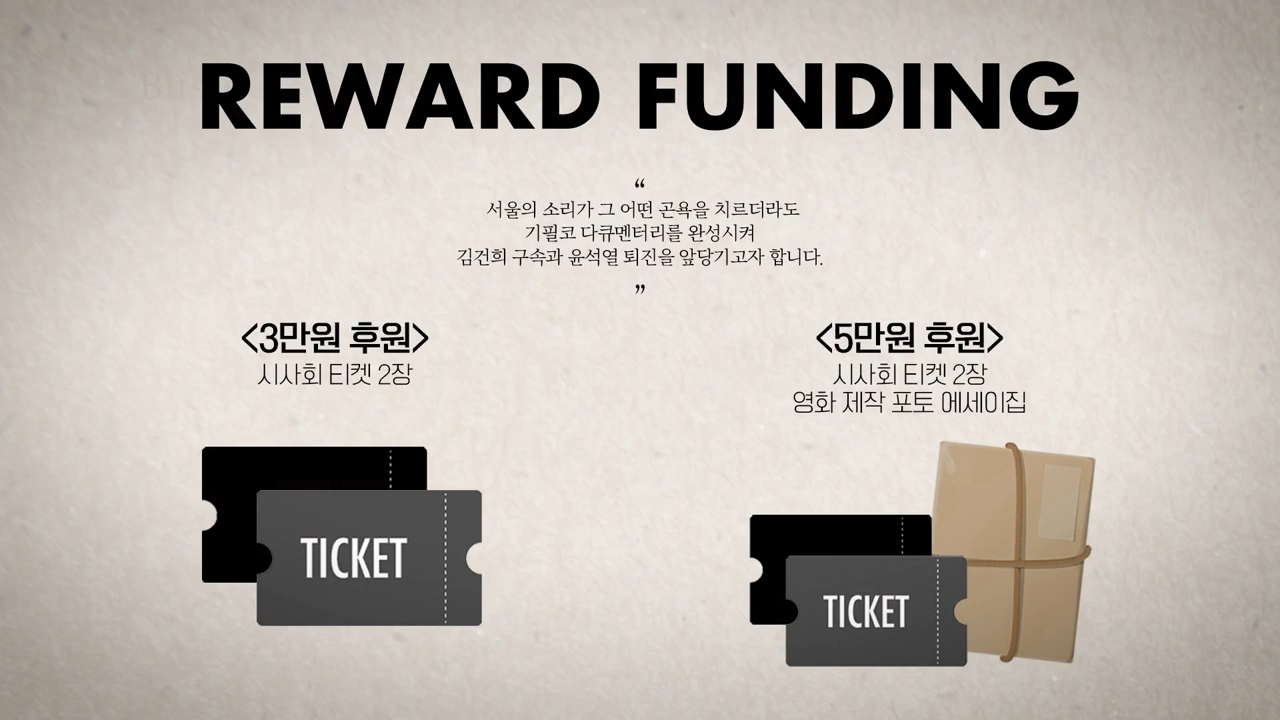 REWARD FUNDING
“
서울의 소리가 그 어떤 곤욕을 치르더라도
기필코 다큐멘터리를 완성시켜
김건희 구속과 윤석열 퇴진을 앞당기고자 합니다.
”
<3만원 후원>
시사회 티켓 2장
TICKET
<5만원 후원>
시사회 티켓 2장
영화 제작 포토 에세이집
TICKET